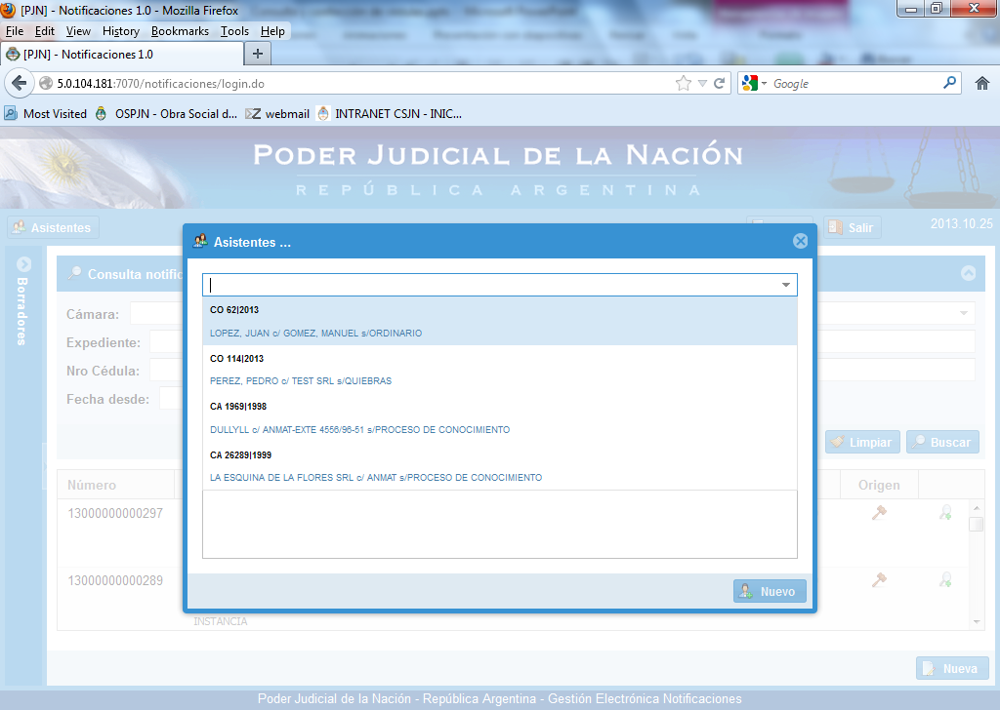 [PJN] - Notificaciones 1.0 - Mozilla Firefox
File Edit View History Bookmarks Tools Help
[PJN] - Notificaciones 1.0
5.0.104.181:7070/notificaciones/login.do
Google
Most Visited OSPJN - Obra Social d... webmail INTRANET CSJN - INIC...
PODER JUDICIAL DE LA NACIÓN
REPÚBLICA ARGENTINA
Asistentes
Salir
2013.10.25
Borradores
Consulta notific
Cámara:
Expediente:
Nro Cédula:
Fecha desde:
Limpiar
Buscar
Asistentes ...
CO 62|2013
LOPEZ, JUAN c/ GOMEZ, MANUEL s/ORDINARIO
CO 114|2013
PEREZ, PEDRO c/ TEST SRL s/QUIEBRAS
CA 1969|1998
DULLYLL c/ ANMAT-EXTE 4556/96-51 s/PROCESO DE CONOCIMIENTO
CA 26289|1999
LA ESQUINA DE LA FLORES SRL c/ ANMAT s/PROCESO DE CONOCIMIENTO
Nuevo
Número
Origen
13000000000297
13000000000289
INSTANCIA
Nueva
Poder Judicial de la Nación - República Argentina - Gestión Electrónica Notificaciones